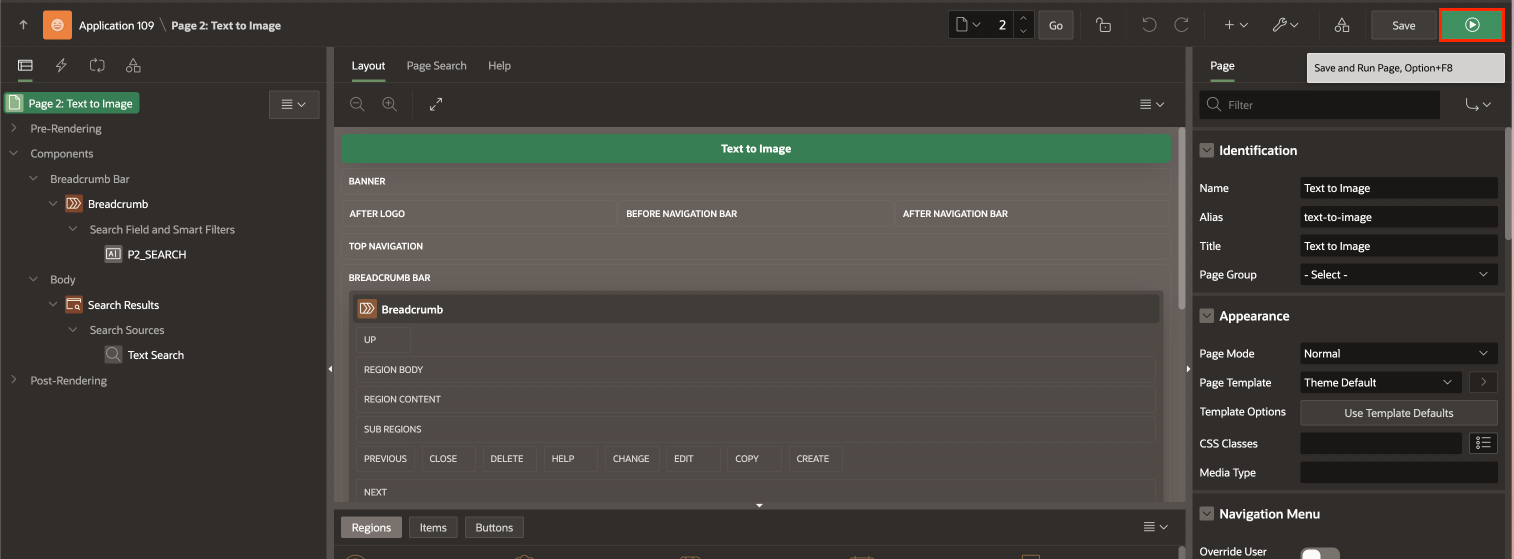 Application 109 \ Page 2: Text to Image
2
Go
Save
Layout
Page Search
Help
Page
Save and Run Page, Option+F8
Page 2: Text to Image
Filter
Pre-Rendering
Components
Breadcrumb Bar
Breadcrumb
Search Field and Smart Filters
P2_SEARCH
Body
Search Results
Search Sources
Text Search
Post-Rendering
Text to Image
BANNER
AFTER LOGO
BEFORE NAVIGATION BAR
AFTER NAVIGATION BAR
TOP NAVIGATION
BREADCRUMB BAR
Breadcrumb
UP
REGION BODY
REGION CONTENT
SUB REGIONS
PREVIOUS
CLOSE
DELETE
HELP
CHANGE
EDIT
COPY
CREATE
NEXT
Regions
Items
Buttons
Identification
Name
Text to Image
Alias
text-to-image
Title
Text to Image
Page Group
- Select -
Appearance
Page Mode
Normal
Page Template
Theme Default
Template Options
Use Template Defaults
CSS Classes
Media Type
Navigation Menu
Override User